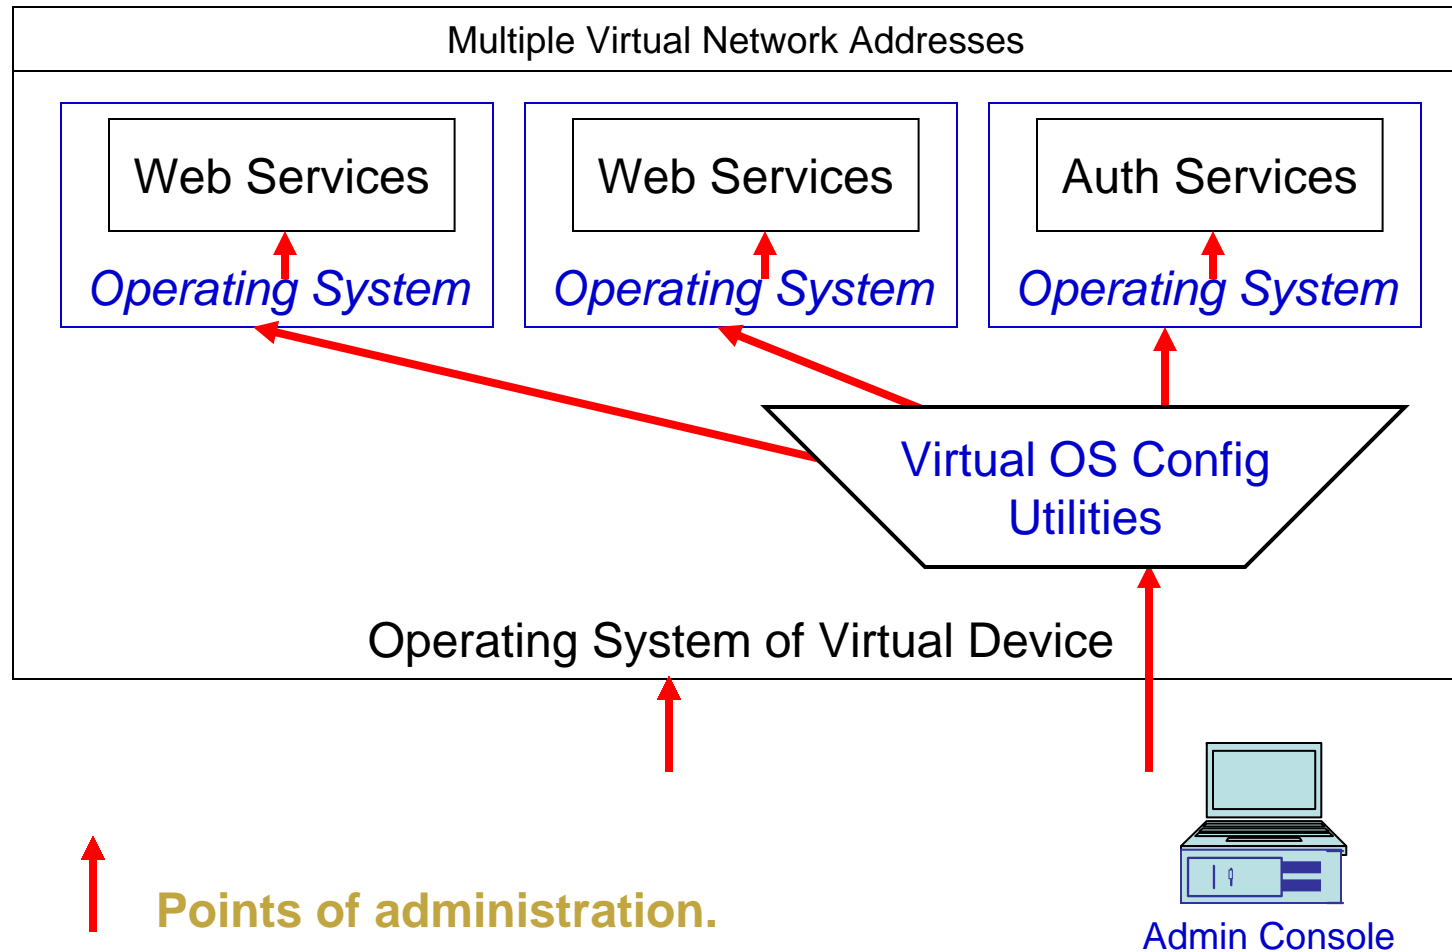 Multiple Virtual Network Addresses
Web Services
Web Services
Auth Services
Operating System
Operating System
Operating System
Virtual OS Config
Utilities
Operating System of Virtual Device
Points of administration.
Admin Console